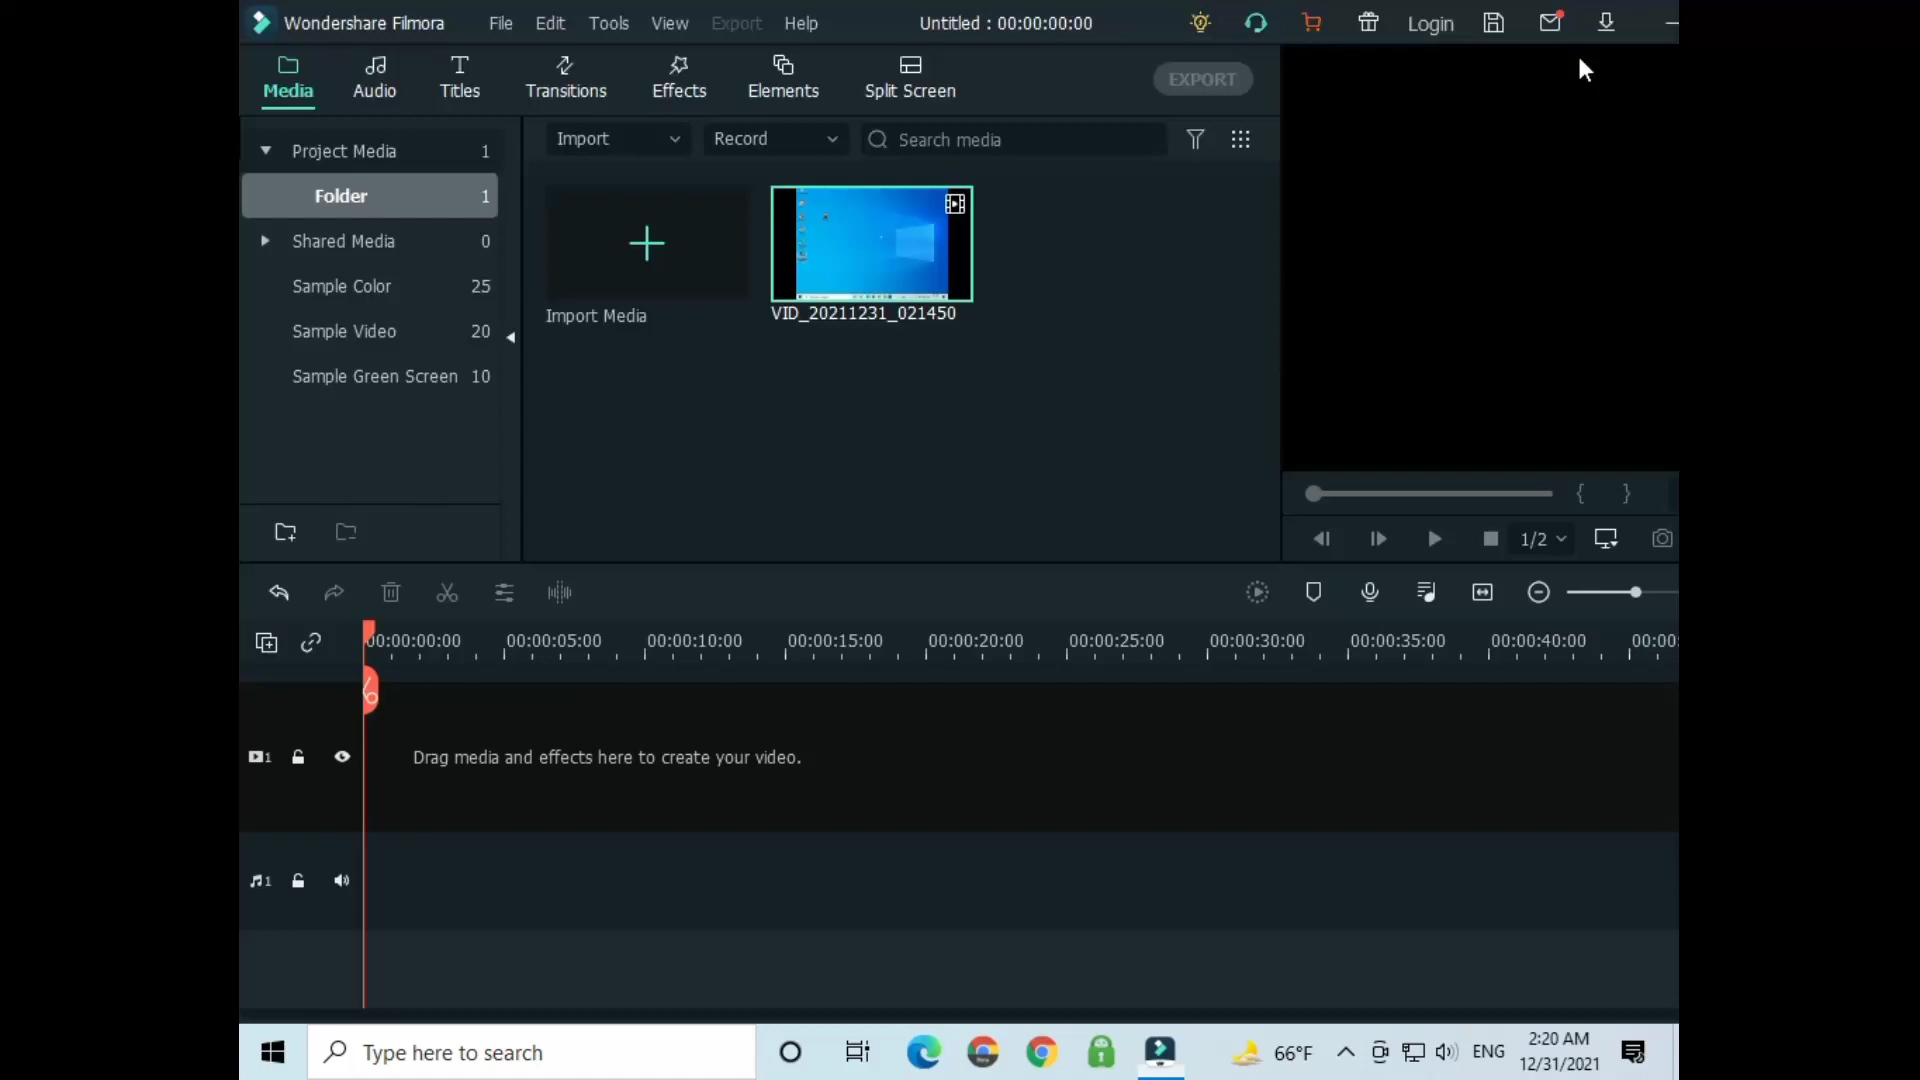 Wondershare Filmora File Edit Tools View Export Help Untitled : 00:00:00:00 Login
Media Audio Titles Transitions Effects Elements Split Screen EXPORT
Project Media 1
Folder 1
Shared Media 0
Sample Color 25
Sample Video 20
Sample Green Screen 10
Import Record Search media
Import Media VID_20211231_021450
1/2
00:00:00:00 00:00:05:00 00:00:10:00 00:00:15:00 00:00:20:00 00:00:25:00 00:00:30:00 00:00:35:00 00:00:40:00 00:00:
1 Drag media and effects here to create your video.
1
Type here to search 66°F ENG 2:20 AM
12/31/2021